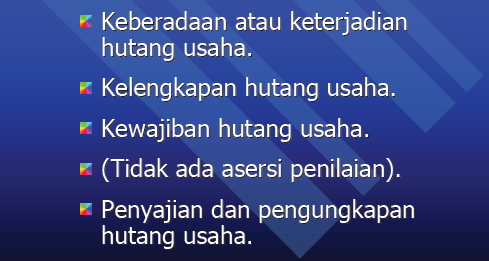 Keberadaan atau keterjadian
hutang usaha.
Kelengkapan hutang usaha.
Kewajiban hutang usaha.
(Tidak ada asersi penilaian).
Penyajian dan pengungkapan
hutang usaha.